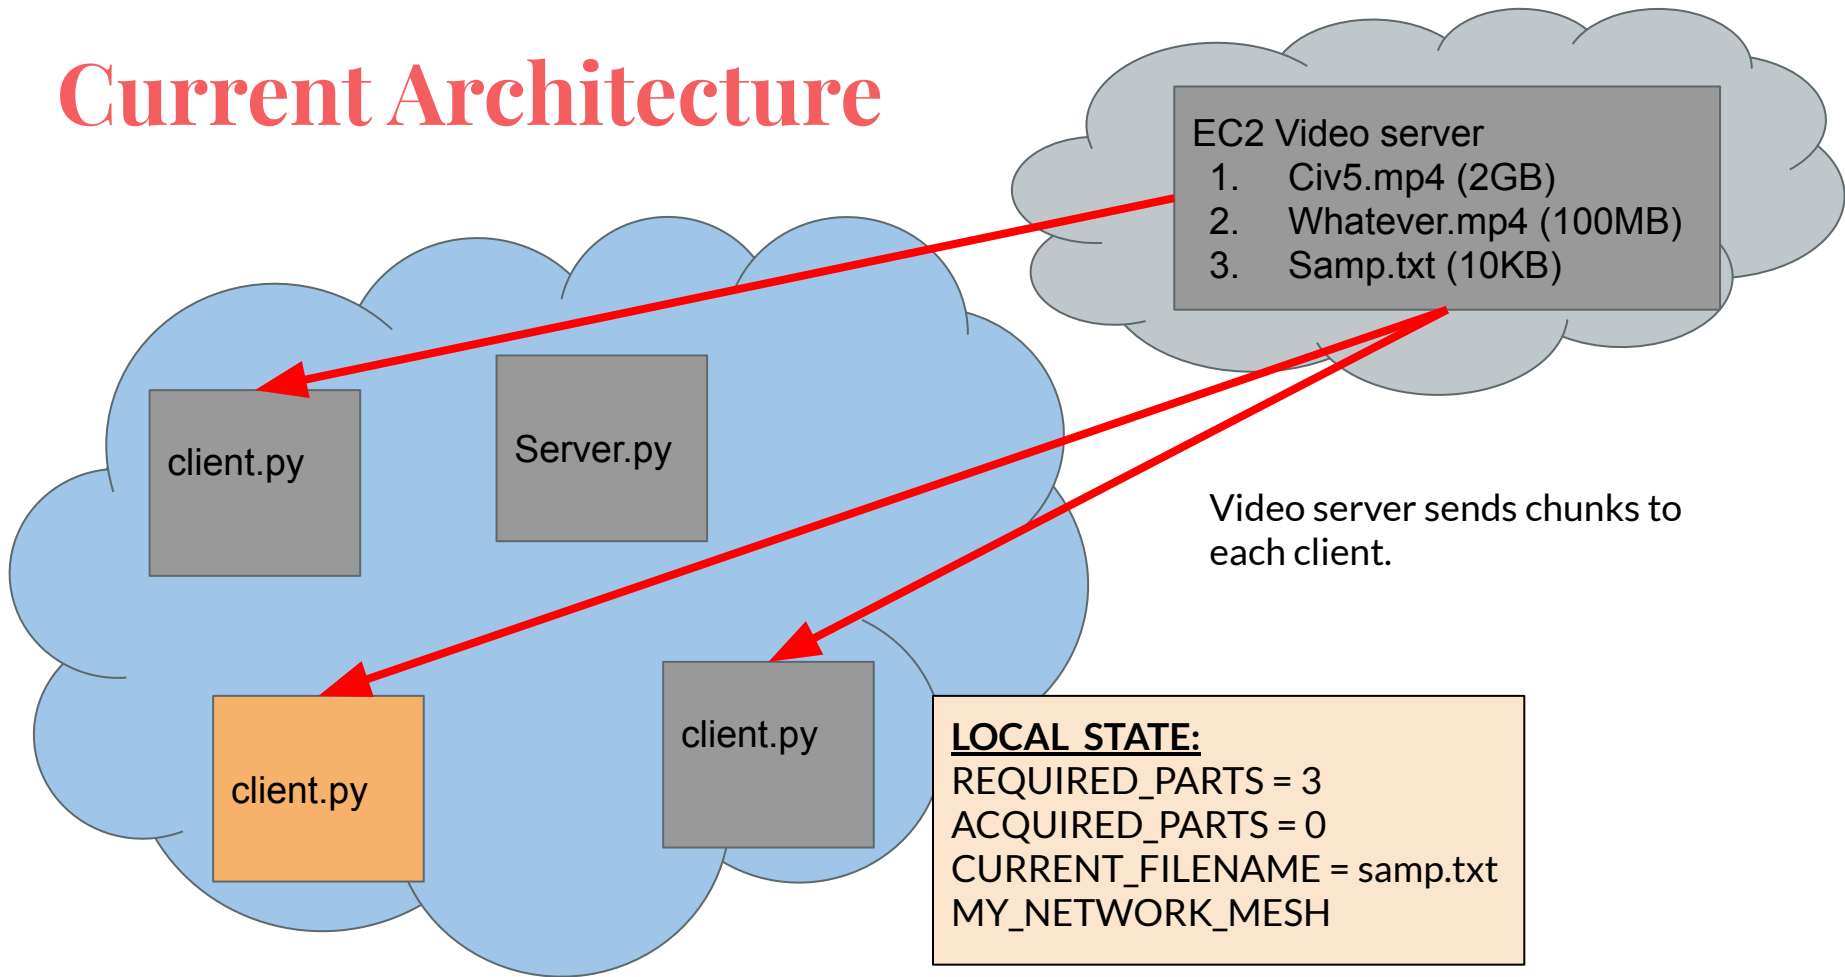 Current Architecture
EC2 Video server
1. Civ5.mp4 (2GB)
2. Whatever.mp4 (100MB)
3. Samp.txt (10KB)
client.py
Server.py
Video server sends chunks to
each client.
client.py
client.py
LOCAL STATE:
REQUIRED_PARTS = 3
ACQUIRED_PARTS = 0
CURRENT_FILENAME = samp.txt
MY_NETWORK_MESH